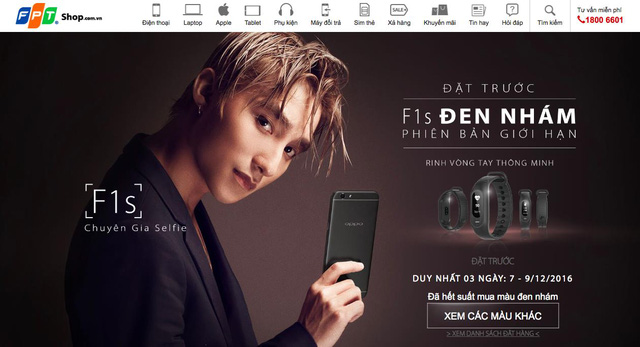 FPT Shop.com.vn
Điện thoại
Laptop
Apple
Tablet
Phụ kiện
Máy đổi trả
Sim thẻ
SALE
Xả hàng
Khuyến mãi
Tin hay
Hỏi đáp
Tìm kiếm
Tư vấn miễn phí
1800 6601
ĐẶT TRƯỚC
F1s ĐEN NHÁM
PHIÊN BẢN GIỚI HẠN
RINH VÒNG TAY THÔNG MINH
F1s
Chuyên Gia Selfie
oppo
ĐẶT TRƯỚC
DUY NHẤT 03 NGÀY: 7 - 9/12/2016
Đã hết suất mua màu đen nhám
XEM CÁC MÀU KHÁC
> XEM DANH SÁCH ĐẶT HÀNG <